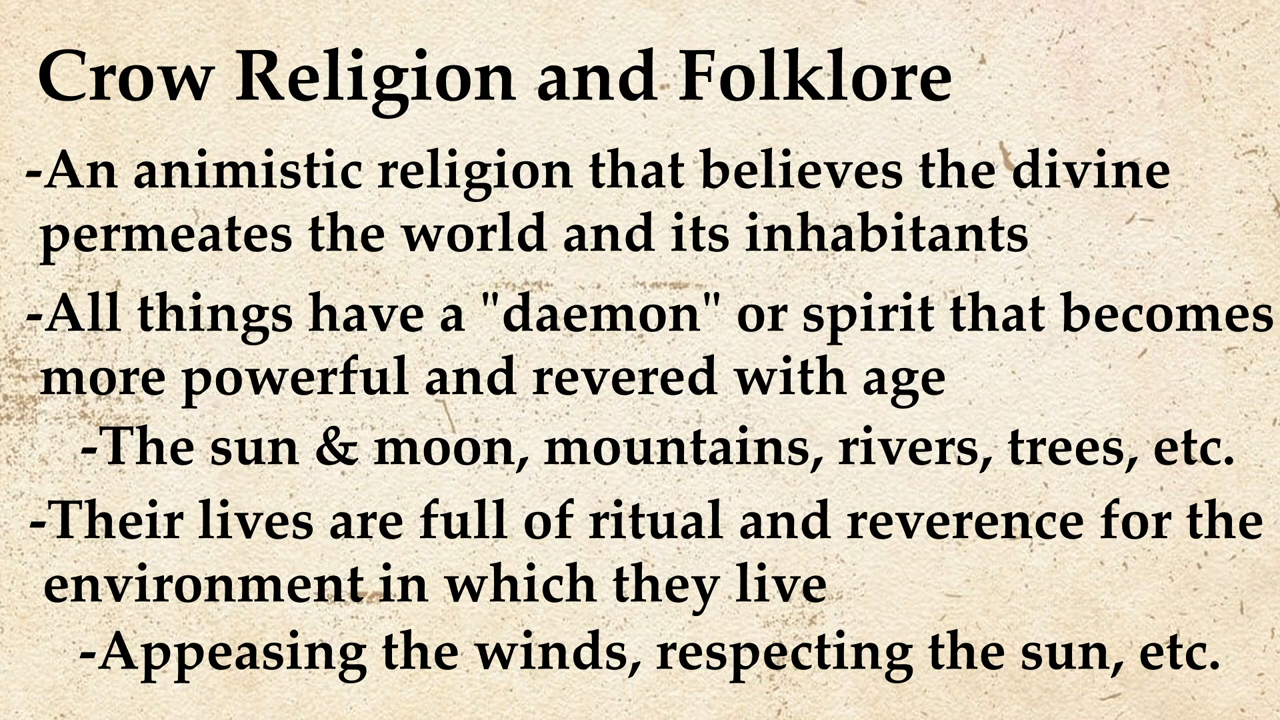 Crow Religion and Folklore
-An animistic religion that believes the divine
permeates the world and its inhabitants
-All things have a "daemon" or spirit that becomes
more powerful and revered with age
-The sun & moon, mountains, rivers, trees, etc.
-Their lives are full of ritual and reverence for the
environment in which they live
-Appeasing the winds, respecting the sun, etc.